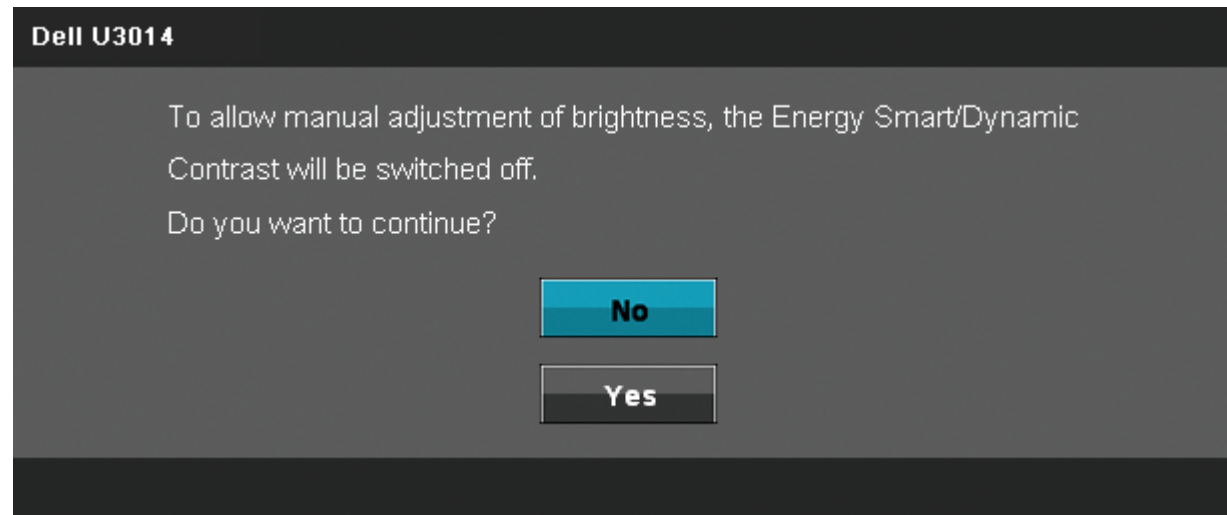 Dell U3014
To allow manual adjustment of brightness, the Energy Smart/Dynamic
Contrast will be switched off.
Do you want to continue?
No
Yes